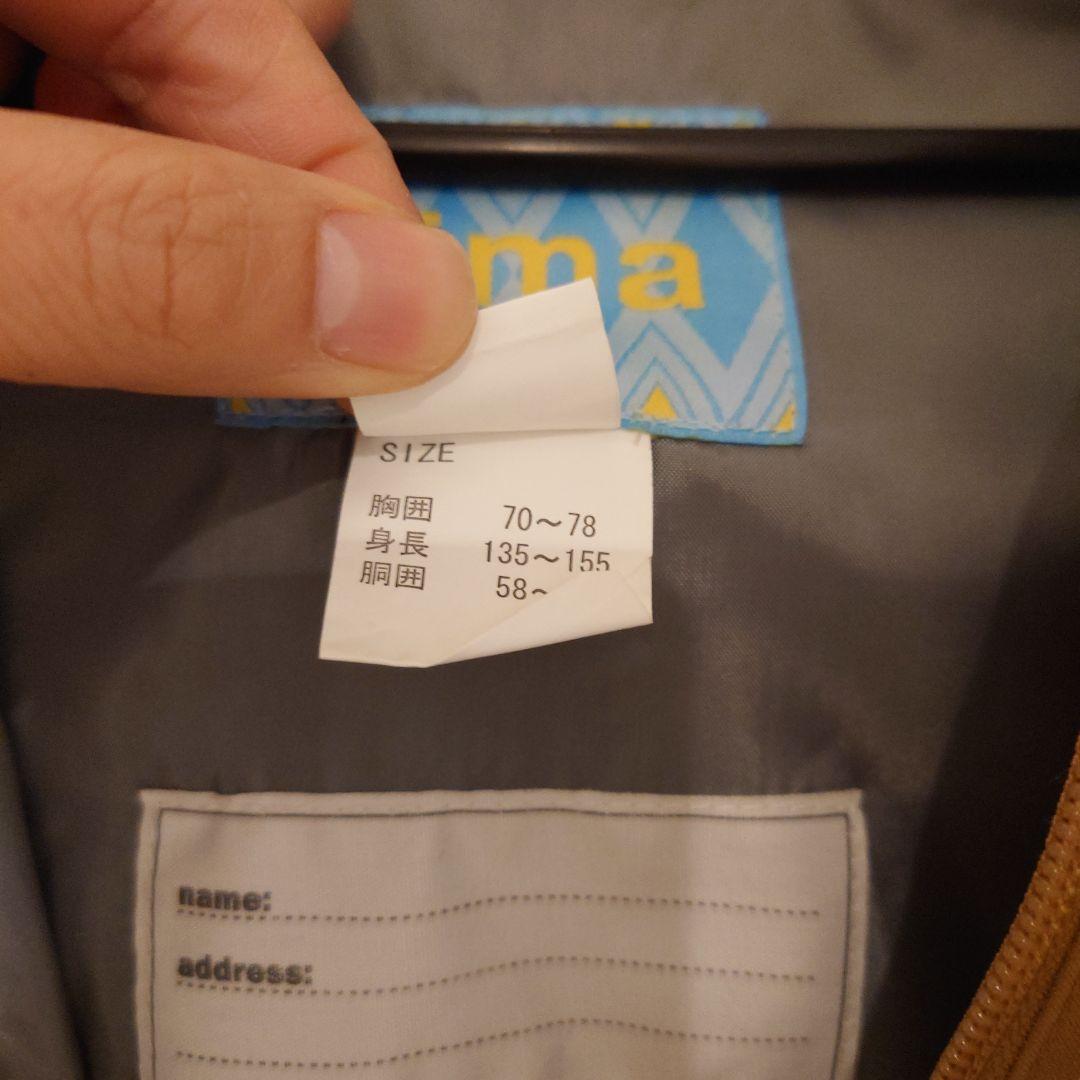 ma
SIZE
胸囲 70～78
身長 135～155
胴囲 58～
name:
address: